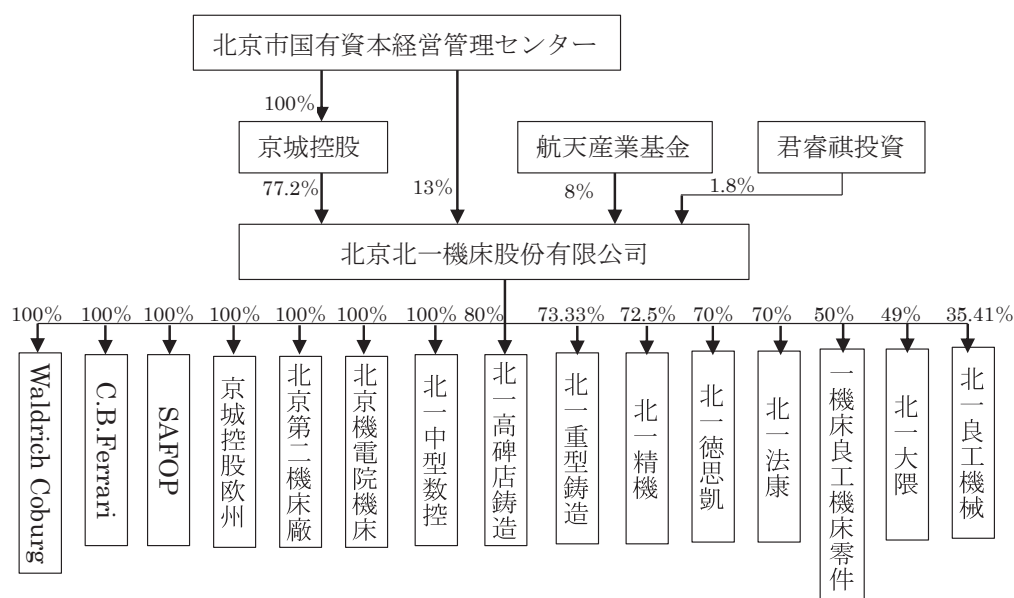 北京市国有資本経営管理センター
100%
京城控股
航天産業基金
君睿祺投資
77.2%
13%
8%
1.8%
北京北一機床股份有限公司
100%
100%
100%
100%
100%
100%
100%
80%
73.33%
72.5%
70%
70%
50%
49%
35.41%
Waldrich Coburg
C.B.Ferrari
SAFOP
京城控股欧州
北京第二機床廠
北京機電院機床
北一中型数控
北一高碑店鋳造
北一重型鋳造
北一精機
北一德思凱
北一法康
一機床良工機床零件
北一大隈
北一良工機械